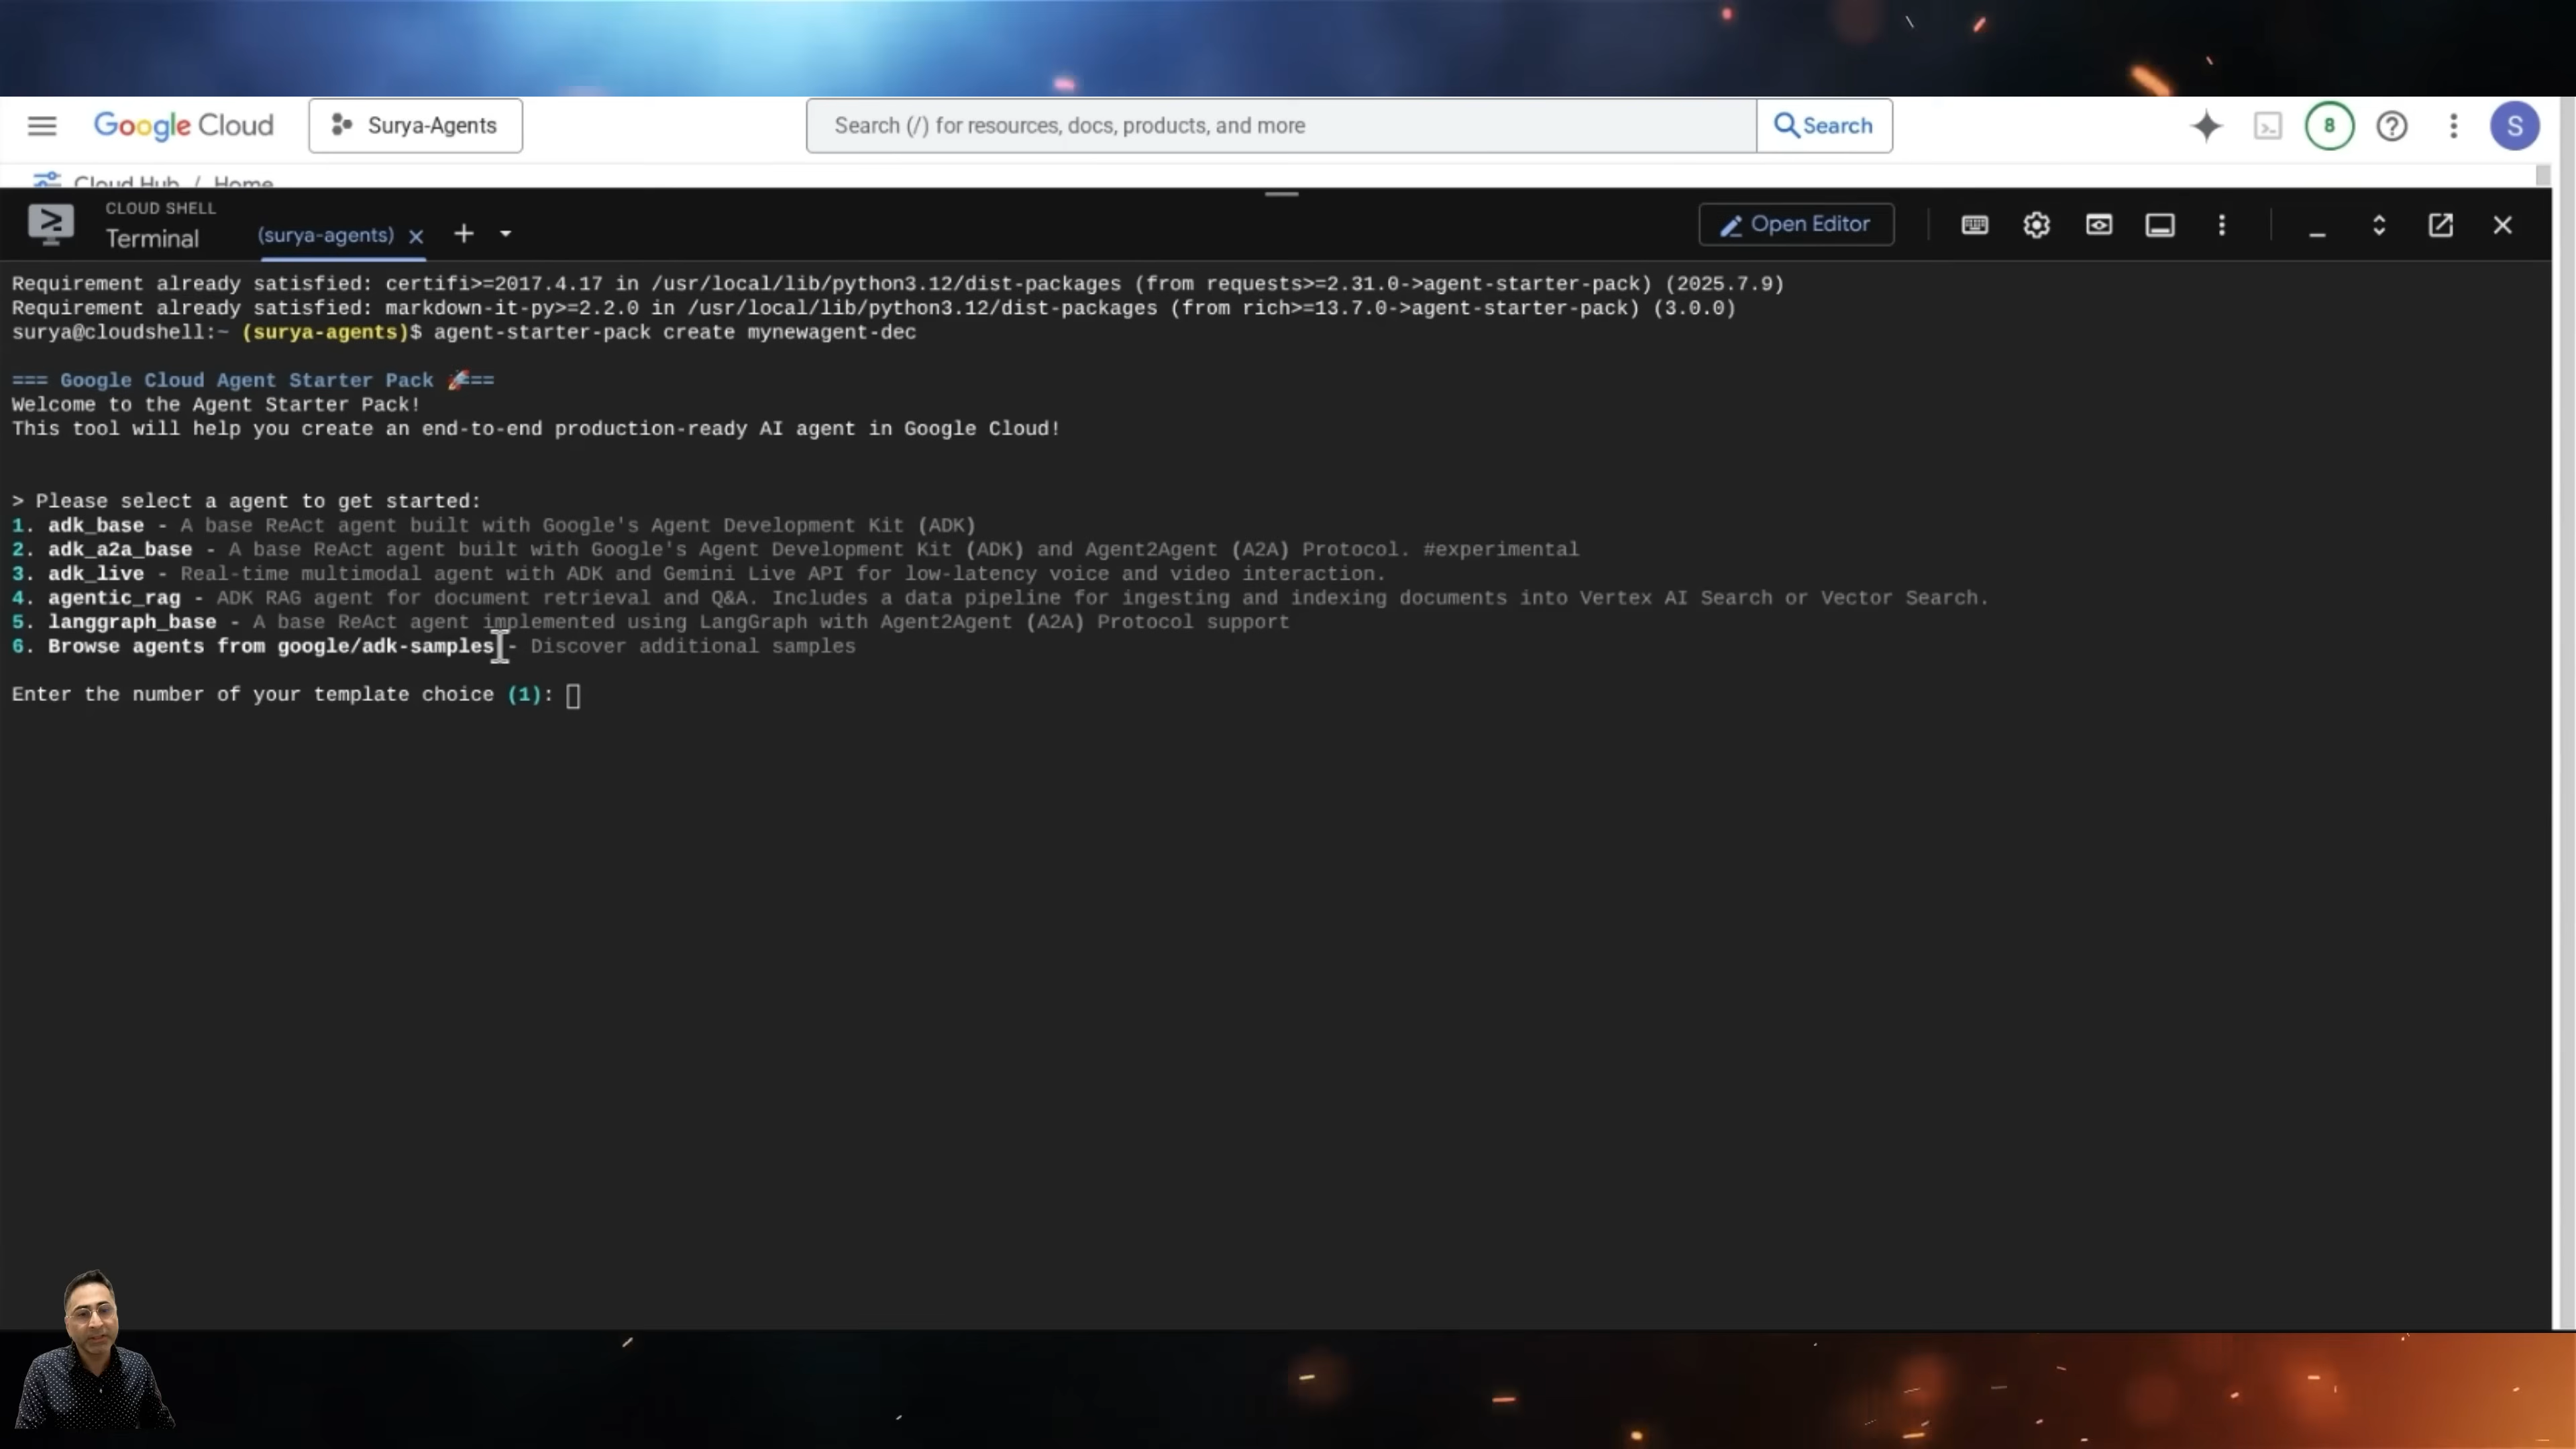 Google Cloud
Surya-Agents
Search (/) for resources, docs, products, and more
Search
8
S
Cloud Hub / Home
CLOUD SHELL
Terminal
(surya-agents)
Open Editor
Requirement already satisfied: certifi>=2017.4.17 in /usr/local/lib/python3.12/dist-packages (from requests>=2.31.0->agent-starter-pack) (2025.7.9)
Requirement already satisfied: markdown-it-py>=2.2.0 in /usr/local/lib/python3.12/dist-packages (from rich>=13.7.0->agent-starter-pack) (3.0.0)
surya@cloudshell:~ (surya-agents)$ agent-starter-pack create mynewagent-dec
=== Google Cloud Agent Starter Pack 🚀===
Welcome to the Agent Starter Pack!
This tool will help you create an end-to-end production-ready AI agent in Google Cloud!
> Please select a agent to get started:
1. adk_base - A base ReAct agent built with Google's Agent Development Kit (ADK)
2. adk_a2a_base - A base ReAct agent built with Google's Agent Development Kit (ADK) and Agent2Agent (A2A) Protocol. #experimental
3. adk_live - Real-time multimodal agent with ADK and Gemini Live API for low-latency voice and video interaction.
4. agentic_rag - ADK RAG agent for document retrieval and Q&A. Includes a data pipeline for ingesting and indexing documents into Vertex AI Search or Vector Search.
5. langgraph_base - A base ReAct agent implemented using LangGraph with Agent2Agent (A2A) Protocol support
6. Browse agents from google/adk-samples - Discover additional samples
Enter the number of your template choice (1):